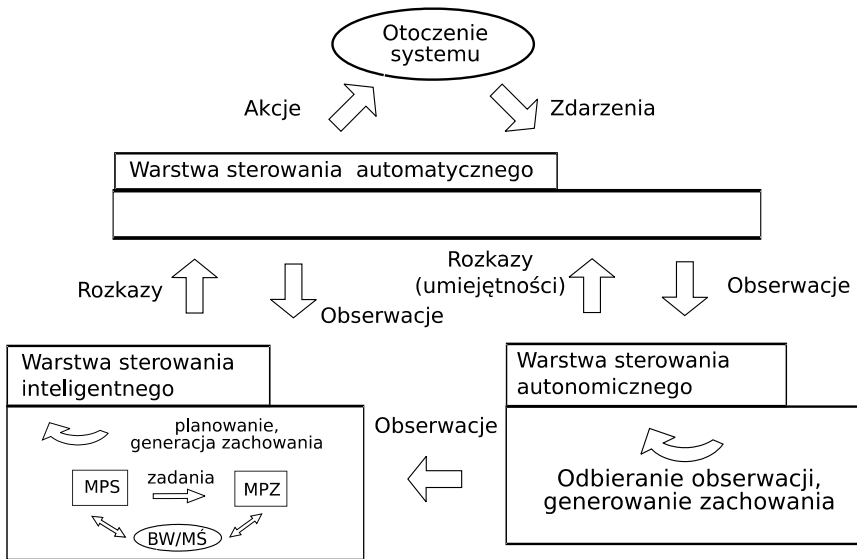 Otoczenie
systemu
Akcje
Zdarzenia
Warstwa sterowania automatycznego
Rozkazy
Obserwacje
Rozkazy
(umiejętności)
Obserwacje
Warstwa sterowania
inteligentnego
planowanie,
generacja zachowania
MPS
zadania
MPZ
BW/MŚ
Obserwacje
Warstwa sterowania
autonomicznego
Odbieranie obserwacji,
generowanie zachowania